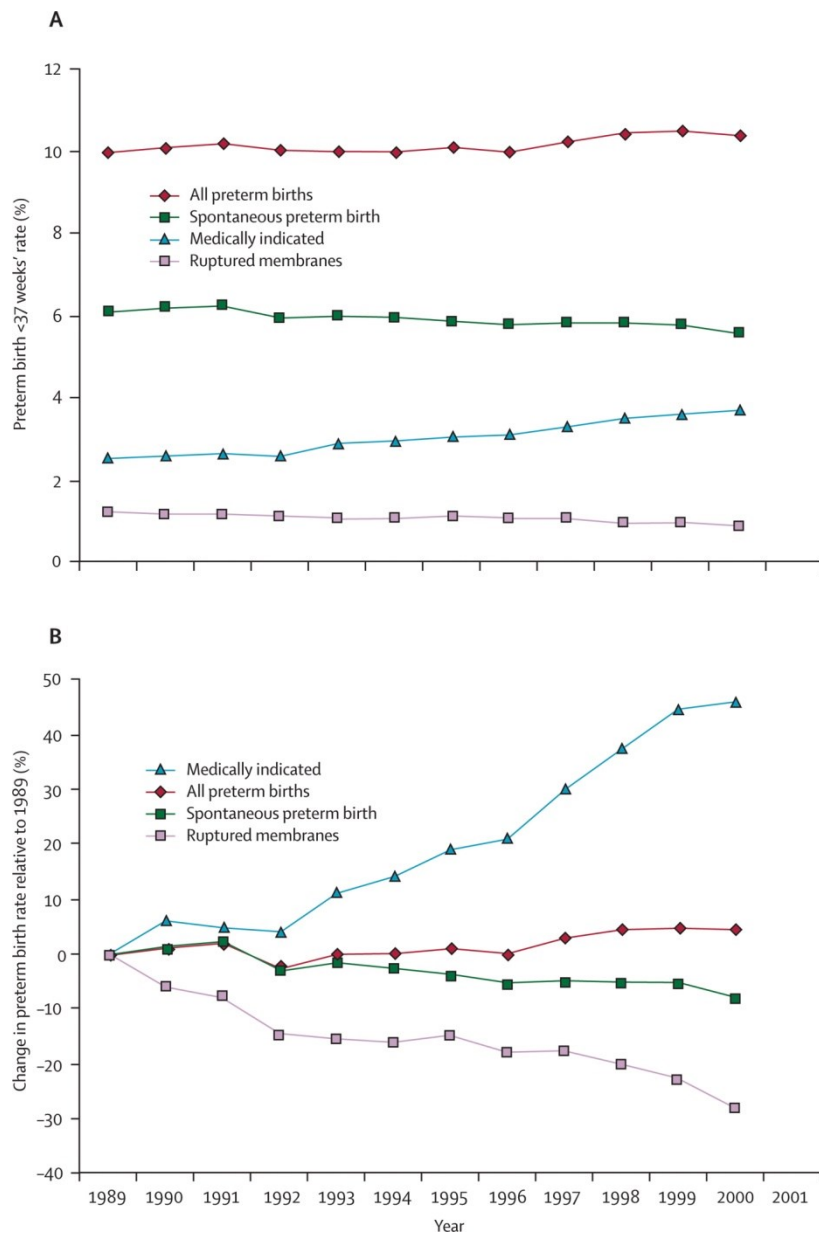 A
12
10
8
6
4
2
0
Preterm birth <37 weeks' rate (%)
All preterm births
Spontaneous preterm birth
Medically indicated
Ruptured membranes
B
50
40
30
20
10
0
–10
–20
–30
–40
Change in preterm birth rate relative to 1989 (%)
Medically indicated
All preterm births
Spontaneous preterm birth
Ruptured membranes
1989 1990 1991 1992 1993 1994 1995 1996 1997 1998 1999 2000 2001
Year